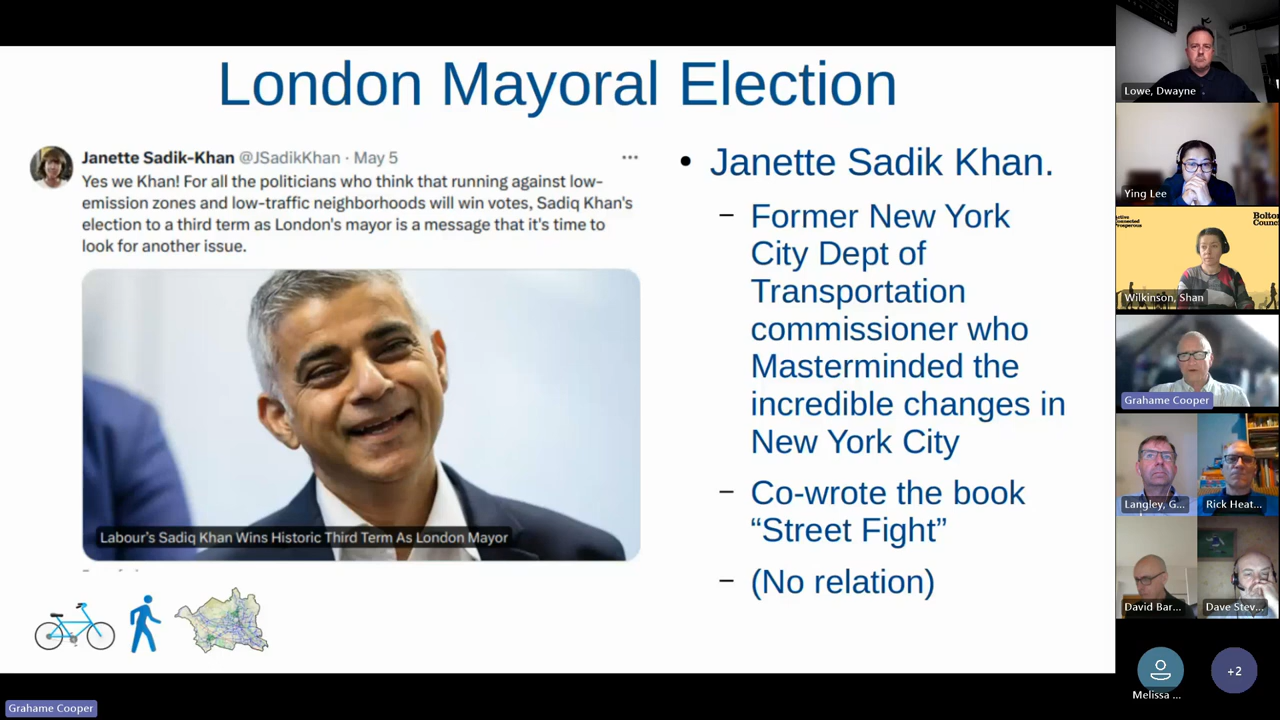 London Mayoral Election
Janette Sadik-Khan @JSadikKhan · May 5
Yes we Khan! For all the politicians who think that running against low-
emission zones and low-traffic neighborhoods will win votes, Sadiq Khan's
election to a third term as London's mayor is a message that it's time to
look for another issue.
Labour's Sadiq Khan Wins Historic Third Term As London Mayor
• Janette Sadik Khan.
– Former New York
City Dept of
Transportation
commissioner who
Masterminded the
incredible changes in
New York City
– Co-wrote the book
“Street Fight”
– (No relation)
Lowe, Dwayne
Ying Lee
Bolton
Council
Connected
Prosperous
Wilkinson, Shan
Grahame Cooper
Langley, G...
Rick Heat...
David Bar...
Dave Stev...
Melissa ...
+2
Grahame Cooper